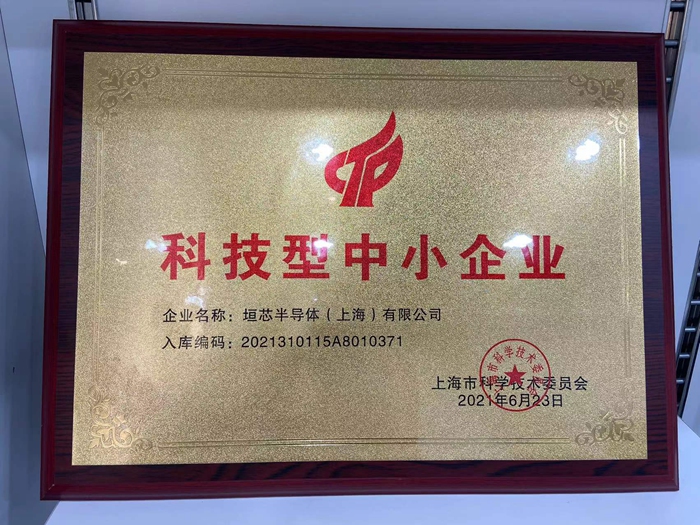 科技型中小企业
企业名称：垣芯半导体（上海）有限公司
入库编码：2021310115A8010371
上海市科学技术委员会
2021年6月23日